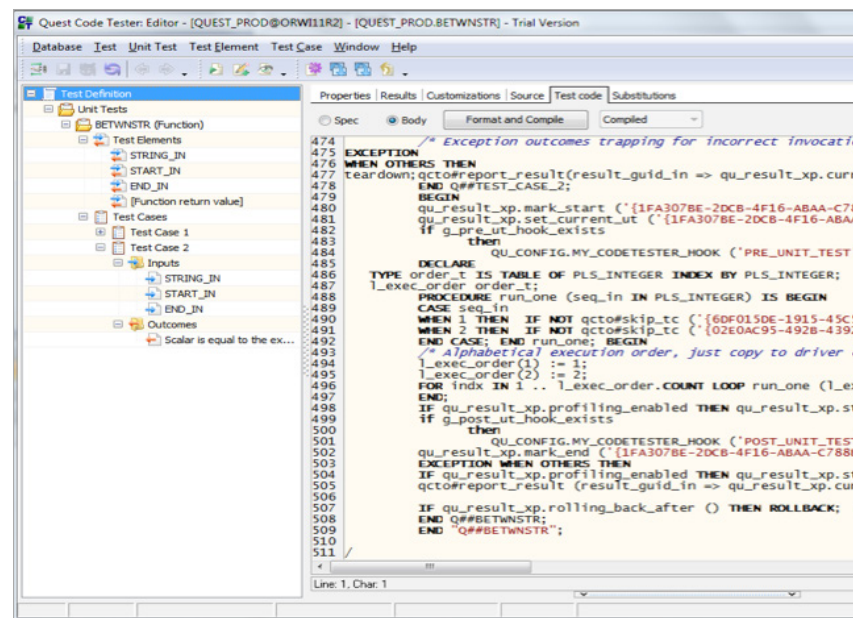 Quest Code Tester: Editor - [QUEST_PROD@ORWI11R2] - [QUEST_PROD.BETWNSTR] - Trial Version
Database Test Unit Test Test Element Test Case Window Help
Test Definition
Unit Tests
BETWNSTR (Function)
Test Elements
STRING_IN
START_IN
END_IN
[Function return value]
Test Cases
Test Case 1
Test Case 2
Inputs
STRING_IN
START_IN
END_IN
Outcomes
Scalar is equal to the ex...
Properties Results Customizations Source Test code Substitutions
Spec Body Format and Compile Compiled
474 /* Exception outcomes trapping for incorrect invocati
475 EXCEPTION
476 WHEN OTHERS THEN
477 teardown;qcto#report_result(result_guid_in => qu_result_xp.curr
478 END Q##TEST_CASE_2;
479 BEGIN
480 qu_result_xp.mark_start ('{1FA307BE-2DCB-4F16-ABAA-C78
481 qu_result_xp.set_current_ut ('{1FA307BE-2DCB-4F16-ABA
482 if g_pre_ut_hook_exists
483 then
484 QU_CONFIG.MY_CODETESTER_HOOK ('PRE_UNIT_TEST
485 DECLARE
486 TYPE order_t IS TABLE OF PLS_INTEGER INDEX BY PLS_INTEGER;
487 l_exec_order order_t;
488 PROCEDURE run_one (seq_in IN PLS_INTEGER) IS BEGIN
489 CASE seq_in
490 WHEN 1 THEN IF NOT qcto#skip_tc ('{6DF015DE-1915-45C
491 WHEN 2 THEN IF NOT qcto#skip_tc ('{02E0AC95-492B-4392
492 END CASE; END run_one; BEGIN
493 /* Alphabetical execution order, just copy to driver
494 l_exec_order(1) := 1;
495 l_exec_order(2) := 2;
496 FOR indx IN 1 .. l_exec_order.COUNT LOOP run_one (l_e
497 END;
498 IF qu_result_xp.profiling_enabled THEN qu_result_xp.s
499 if g_post_ut_hook_exists
500 then
501 QU_CONFIG.MY_CODETESTER_HOOK ('POST_UNIT_TES
502 qu_result_xp.mark_end ('{1FA307BE-2DCB-4F16-ABAA-C788
503 EXCEPTION WHEN OTHERS THEN
504 IF qu_result_xp.profiling_enabled THEN qu_result_xp.s
505 qcto#report_result (result_guid_in => qu_result_xp.cu
506
507 IF qu_result_xp.rolling_back_after () THEN ROLLBACK;
508 END Q##BETWNSTR;
509 END "Q##BETWNSTR";
510
511 /
Line: 1, Char: 1